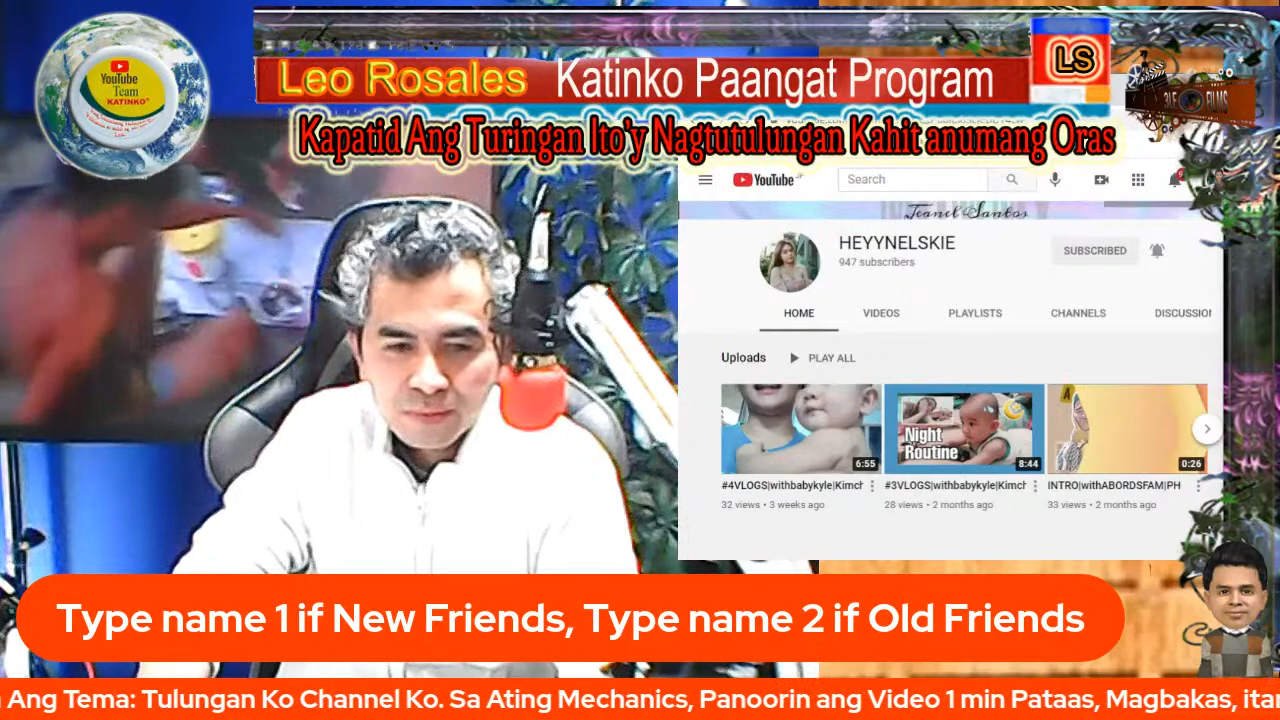 YouTube
Team
KATINKO
Leo Rosales Katinko Paangat Program
LS
3LE FILMS
Kapatid Ang Turingan Ito'y Nagtutulungan Kahit anumang Oras
YouTube
Search
Jeanel Santos
HEYYNELSKIE
947 subscribers
SUBSCRIBED
HOME VIDEOS PLAYLISTS CHANNELS DISCUSSION
Uploads PLAY ALL
Night
Routine
6:55 8:44 0:26
#4VLOGS|withbabykyle|Kimch #3VLOGS|withbabykyle|Kimch INTRO|withABORDSFAM|PH
32 views • 3 weeks ago 28 views • 2 months ago 33 views • 2 months ago
Type name 1 if New Friends, Type name 2 if Old Friends
Ang Tema: Tulungan Ko Channel Ko. Sa Ating Mechanics, Panoorin ang Video 1 min Pataas, Magbakas, ita